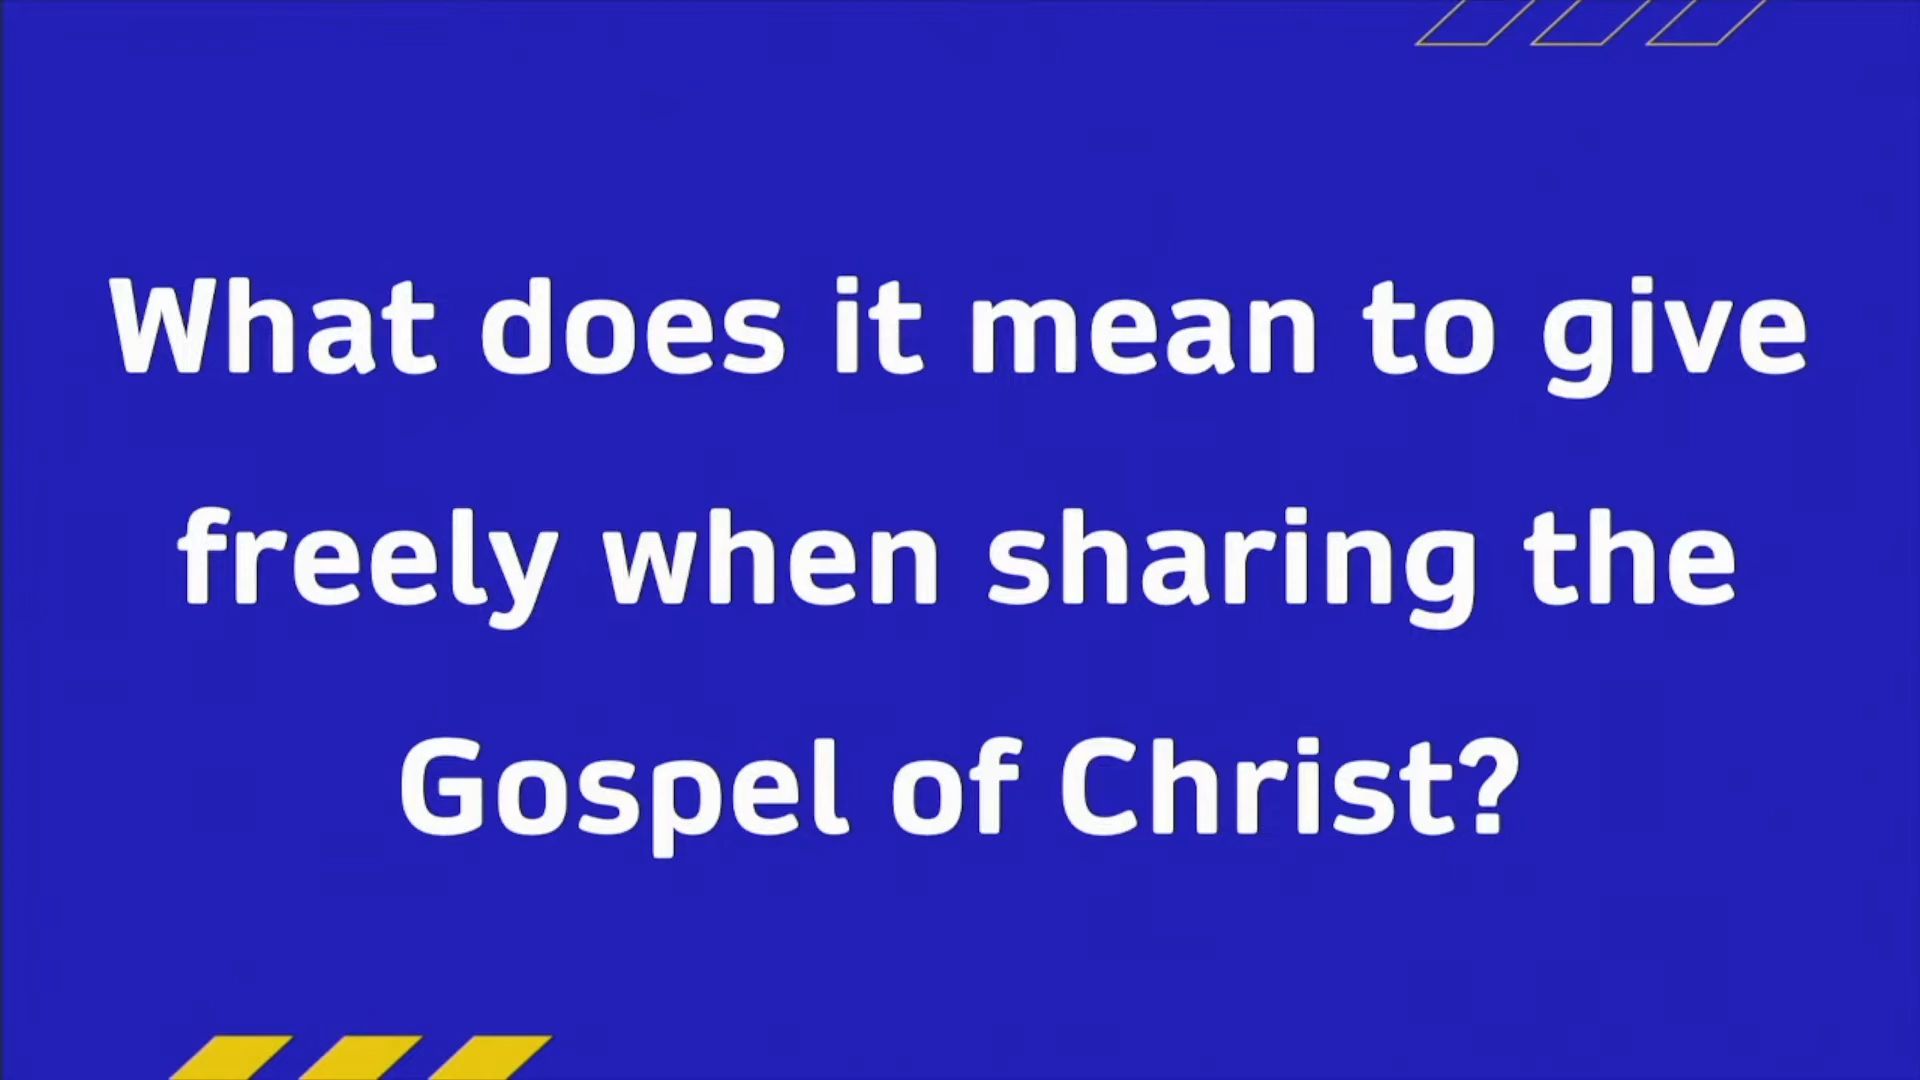 What does it mean to give
freely when sharing the
Gospel of Christ?